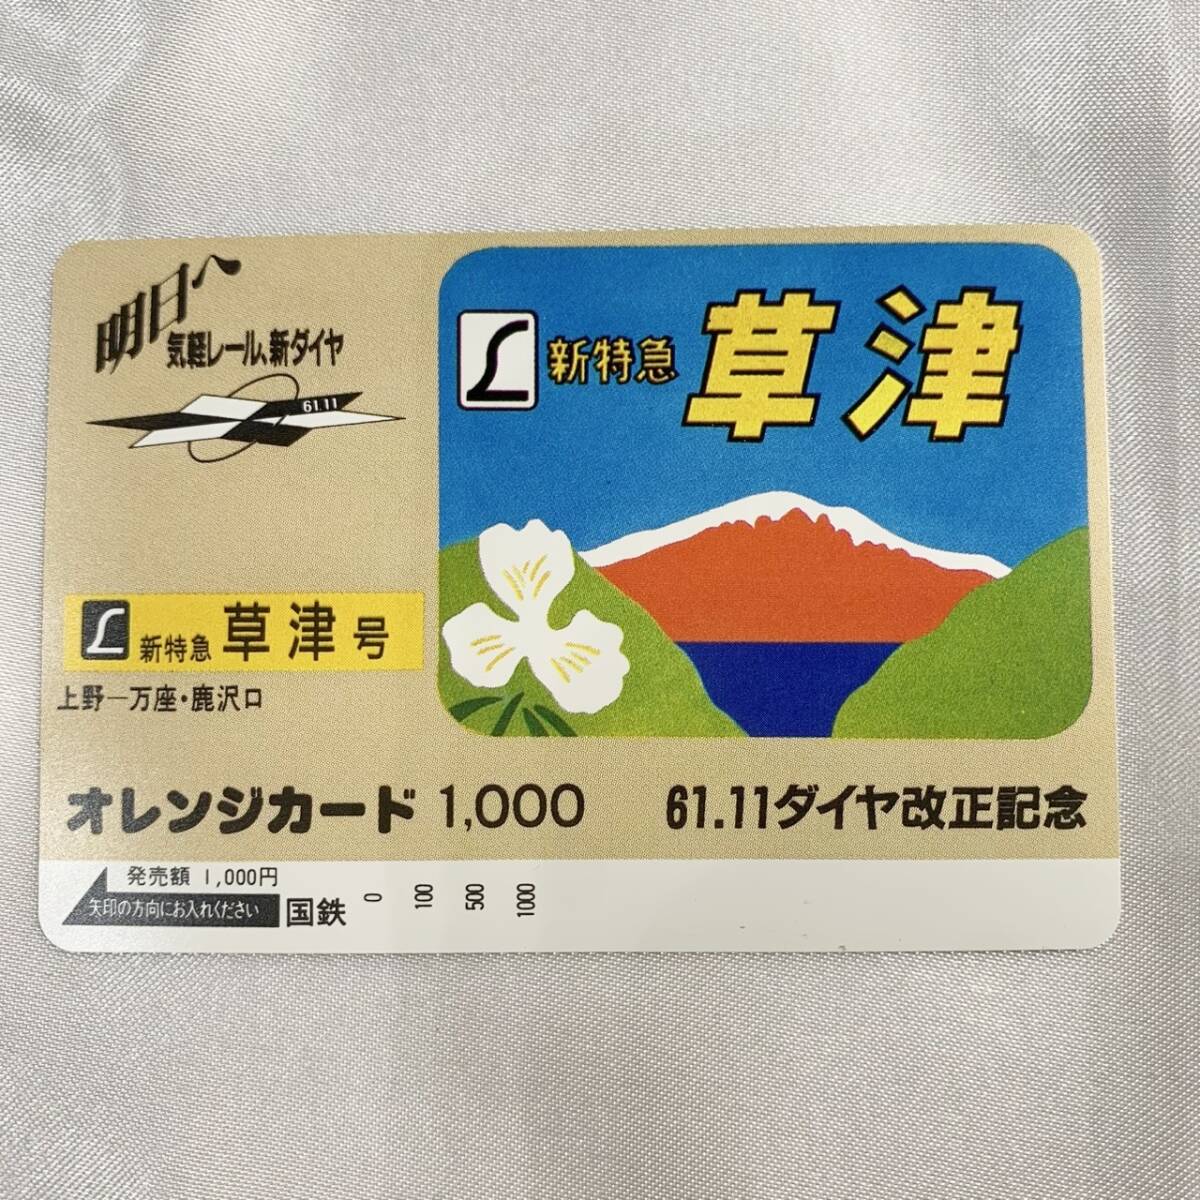 明日へ
気軽レール、新ダイヤ
61.11
新特急 草津
新特急 草津号
上野ー万座・鹿沢口
オレンジカード 1,000
61.11ダイヤ改正記念
発売額 1,000円
矢印の方向にお入れください
国鉄
0 100 500 1000